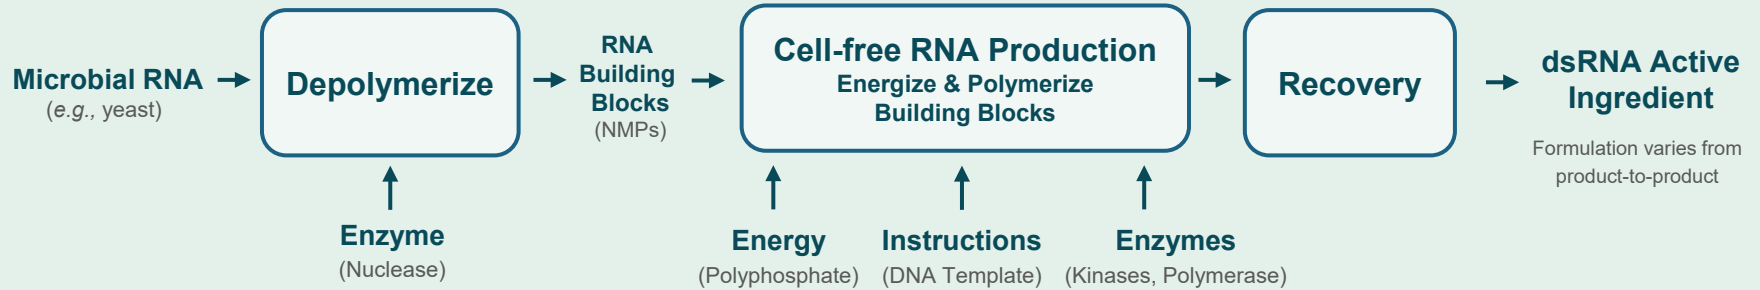 Microbial RNA
(e.g., yeast)
Depolymerize
Enzyme
(Nuclease)
RNA
Building
Blocks
(NMPs)
Cell-free RNA Production
Energize & Polymerize
Building Blocks
Energy
(Polyphosphate)
Instructions
(DNA Template)
Enzymes
(Kinases, Polymerase)
Recovery
dsRNA Active
Ingredient
Formulation varies from
product-to-product